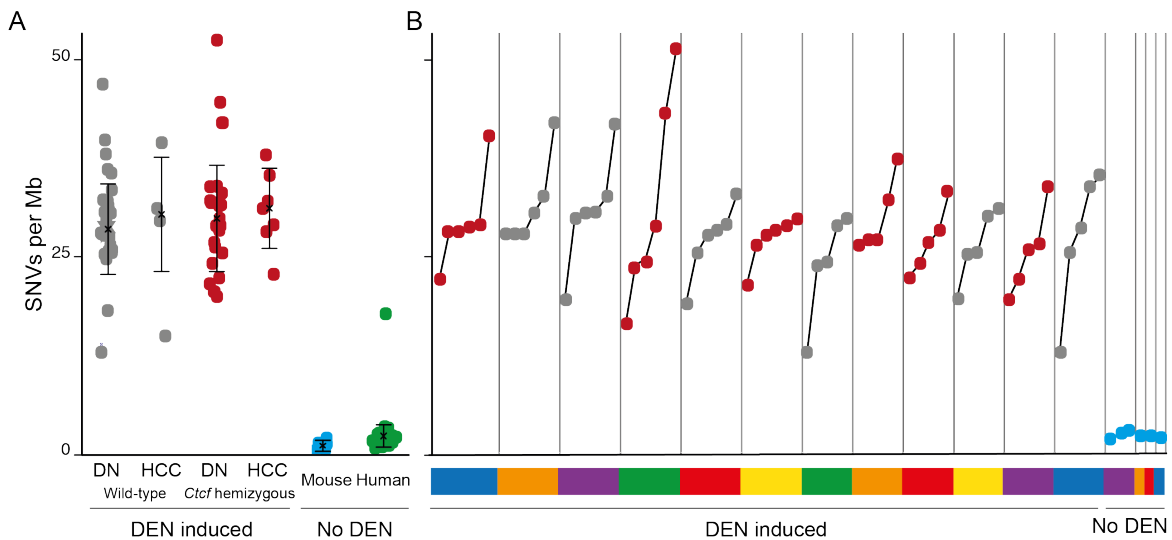 A
B
SNVs per Mb
50
25
0
DN HCC DN HCC
Mouse Human
Wild-type Ctcf hemizygous
DEN induced No DEN
DEN induced No DEN